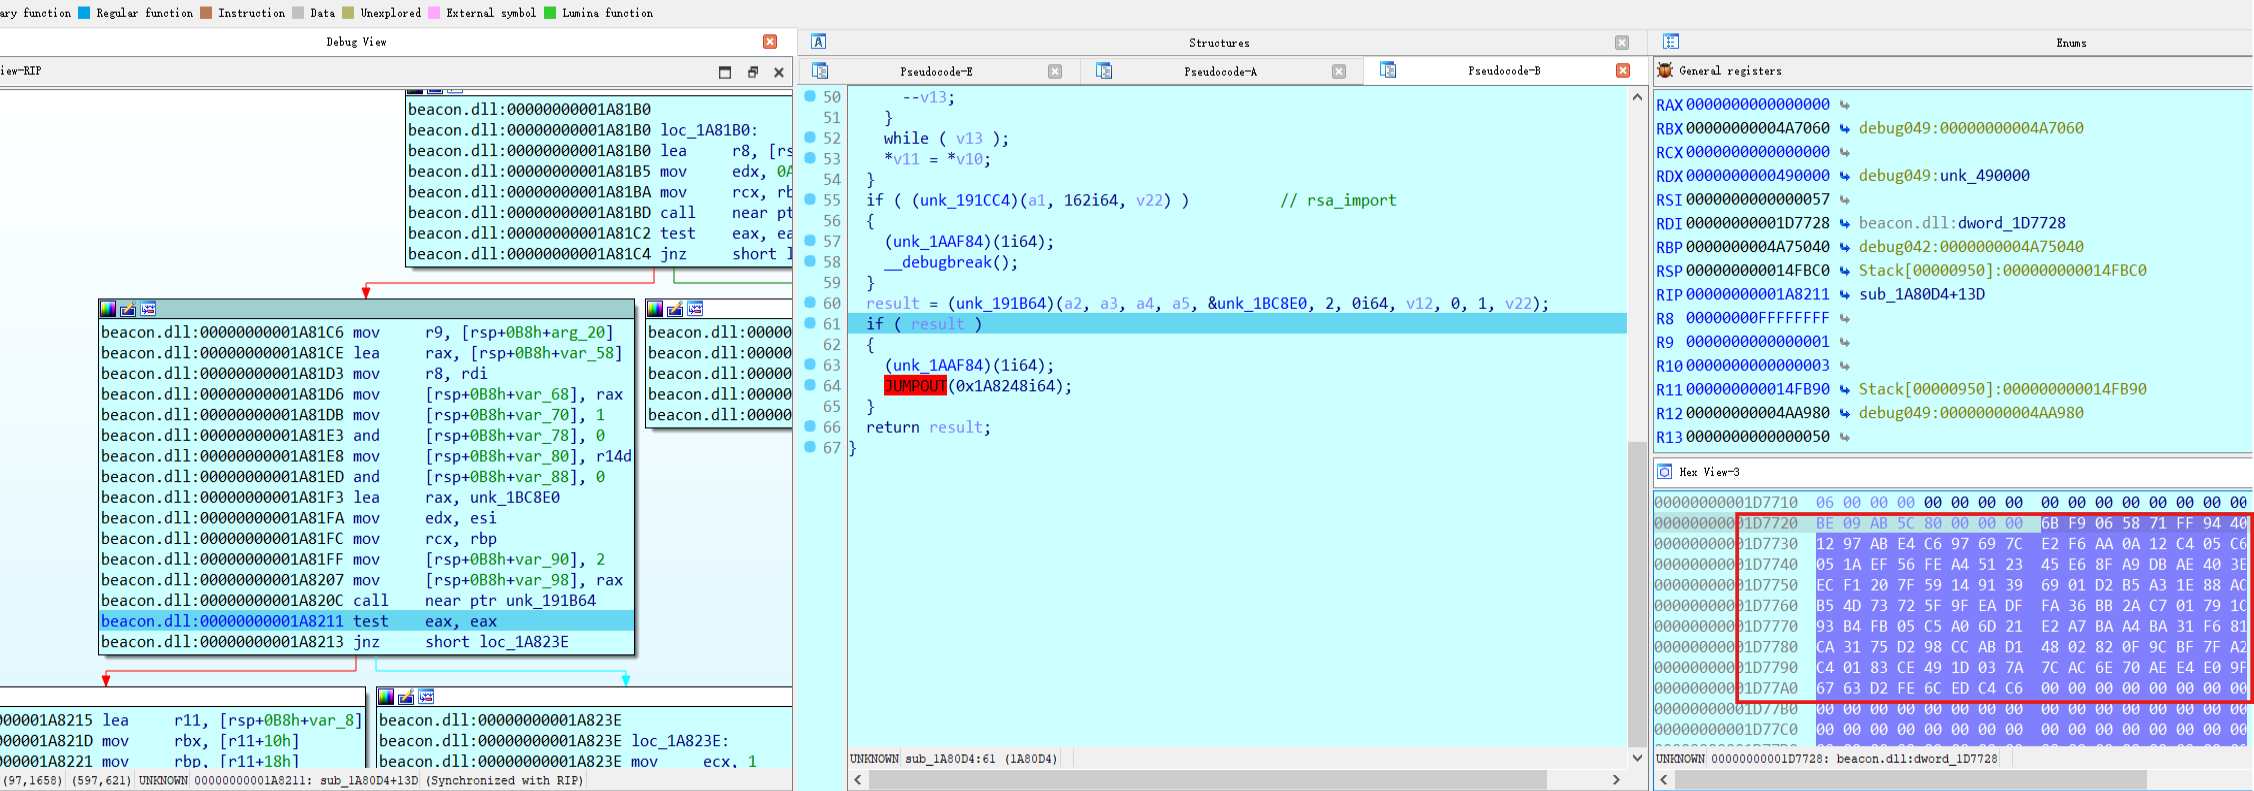 ary function Regular function Instruction Data Unexplored External symbol Lumina function
Debug View
iew-RIP
beacon.dll:00000000001A81B0
beacon.dll:00000000001A81B0 loc_1A81B0:
beacon.dll:00000000001A81B0 lea r8, [rs
beacon.dll:00000000001A81B5 mov edx, 0A
beacon.dll:00000000001A81BA mov rcx, rb
beacon.dll:00000000001A81BD call near pt
beacon.dll:00000000001A81C2 test eax, ea
beacon.dll:00000000001A81C4 jnz short l
beacon.dll:00000000001A81C6 mov r9, [rsp+0B8h+arg_20]
beacon.dll:00000000001A81CE lea rax, [rsp+0B8h+var_58]
beacon.dll:00000000001A81D3 mov r8, rdi
beacon.dll:00000000001A81D6 mov [rsp+0B8h+var_68], rax
beacon.dll:00000000001A81DB mov [rsp+0B8h+var_70], 1
beacon.dll:00000000001A81E3 and [rsp+0B8h+var_78], 0
beacon.dll:00000000001A81E8 mov [rsp+0B8h+var_80], r14d
beacon.dll:00000000001A81ED and [rsp+0B8h+var_88], 0
beacon.dll:00000000001A81F3 lea rax, unk_1BC8E0
beacon.dll:00000000001A81FA mov edx, esi
beacon.dll:00000000001A81FC mov rcx, rbp
beacon.dll:00000000001A81FF mov [rsp+0B8h+var_90], 2
beacon.dll:00000000001A8207 mov [rsp+0B8h+var_98], rax
beacon.dll:00000000001A820C call near ptr unk_191B64
beacon.dll:00000000001A8211 test eax, eax
beacon.dll:00000000001A8213 jnz short loc_1A823E
beacon.dll:0000
beacon.dll:0000
beacon.dll:0000
beacon.dll:0000
beacon.dll:0000
000001A8215 lea r11, [rsp+0B8h+var_8]
000001A821D mov rbx, [r11+10h]
000001A8221 mov rbp, [r11+18h]
beacon.dll:00000000001A823E
beacon.dll:00000000001A823E loc_1A823E:
beacon.dll:00000000001A823E mov ecx, 1
(97,1658) (597,621) UNKNOWN 00000000001A8211: sub_1A80D4+13D (Synchronized with RIP)
Structures
Pseudocode-E Pseudocode-A Pseudocode-B
50 --v13;
51 }
52 while ( v13 );
53 *v11 = *v10;
54 }
55 if ( (unk_191CC4)(a1, 162i64, v22) ) // rsa_import
56 {
57 (unk_1AAF84)(1i64);
58 __debugbreak();
59 }
60 result = (unk_191B64)(a2, a3, a4, a5, &unk_1BC8E0, 2, 0i64, v12, 0, 1, v22);
61 if ( result )
62 {
63 (unk_1AAF84)(1i64);
64 JUMPOUT(0x1A8248i64);
65 }
66 return result;
67 }
UNKNOWN sub_1A80D4:61 (1A80D4)
Enums
General registers
RAX 0000000000000000
RBX 00000000004A7060 debug049:00000000004A7060
RCX 0000000000000000
RDX 0000000000490000 debug049:unk_490000
RSI 0000000000000057
RDI 00000000001D7728 beacon.dll:dword_1D7728
RBP 0000000004A75040 debug042:0000000004A75040
RSP 000000000014FBC0 Stack[00000950]:000000000014FBC0
RIP 00000000001A8211 sub_1A80D4+13D
R8 00000000FFFFFFFF
R9 0000000000000001
R10 0000000000000003
R11 000000000014FB90 Stack[00000950]:000000000014FB90
R12 00000000004AA980 debug049:00000000004AA980
R13 0000000000000050
Hex View-3
00000000001D7710 06 00 00 00 00 00 00 00 00 00 00 00 00 00 00 00
00000000001D7720 BE 09 AB 5C 80 00 00 00 6B F9 06 58 71 FF 94 40
00000000001D7730 12 97 AB E4 C6 97 69 7C E2 F6 AA 0A 12 C4 05 C6
00000000001D7740 05 1A EF 56 FE A4 51 23 45 E6 8F A9 DB AE 40 3E
00000000001D7750 EC F1 20 7F 59 14 91 39 69 01 D2 B5 A3 1E 88 AC
00000000001D7760 B5 4D 73 72 5F 9F EA DF FA 36 BB 2A C7 01 79 1C
00000000001D7770 93 B4 FB 05 C5 A0 6D 21 E2 A7 BA A4 BA 31 F6 81
00000000001D7780 CA 31 75 D2 98 CC AB D1 48 02 82 0F 9C BF 7F A2
00000000001D7790 C4 01 83 CE 49 1D 03 7A 7C AC 6E 70 AE E4 E0 9F
00000000001D77A0 67 63 D2 FE 6C ED C4 C6 00 00 00 00 00 00 00 00
00000000001D77B0 00 00 00 00 00 00 00 00 00 00 00 00 00 00 00 00
00000000001D77C0 00 00 00 00 00 00 00 00 00 00 00 00 00 00 00 00
UNKNOWN 00000000001D7728: beacon.dll:dword_1D7728